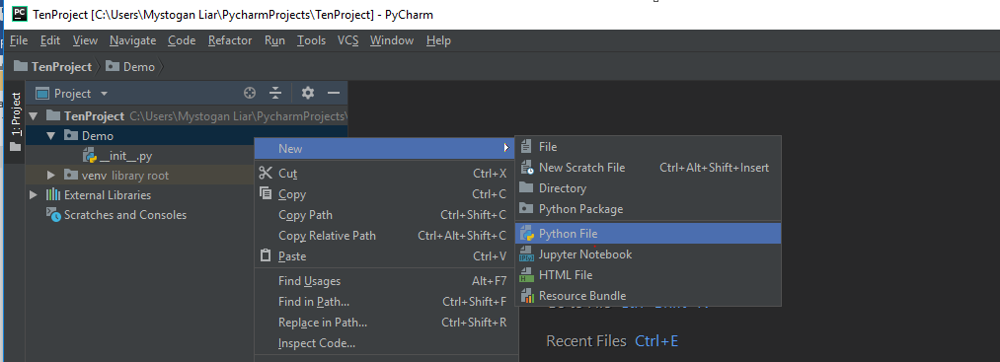 PC TenProject [C:\Users\Mystogan Liar\PycharmProjects\TenProject] - PyCharm
File Edit View Navigate Code Refactor Run Tools VCS Window Help
TenProject Demo
1: Project
Project
TenProject C:\Users\Mystogan Liar\PycharmProjects\
Demo
__init__.py
venv library root
External Libraries
Scratches and Consoles
New
Cut Ctrl+X
Copy Ctrl+C
Copy Path Ctrl+Shift+C
Copy Relative Path Ctrl+Alt+Shift+C
Paste Ctrl+V
Find Usages Alt+F7
Find in Path... Ctrl+Shift+F
Replace in Path... Ctrl+Shift+R
Inspect Code...
File
New Scratch File Ctrl+Alt+Shift+Insert
Directory
Python Package
Python File
Jupyter Notebook
HTML File
Resource Bundle
Recent Files Ctrl+E